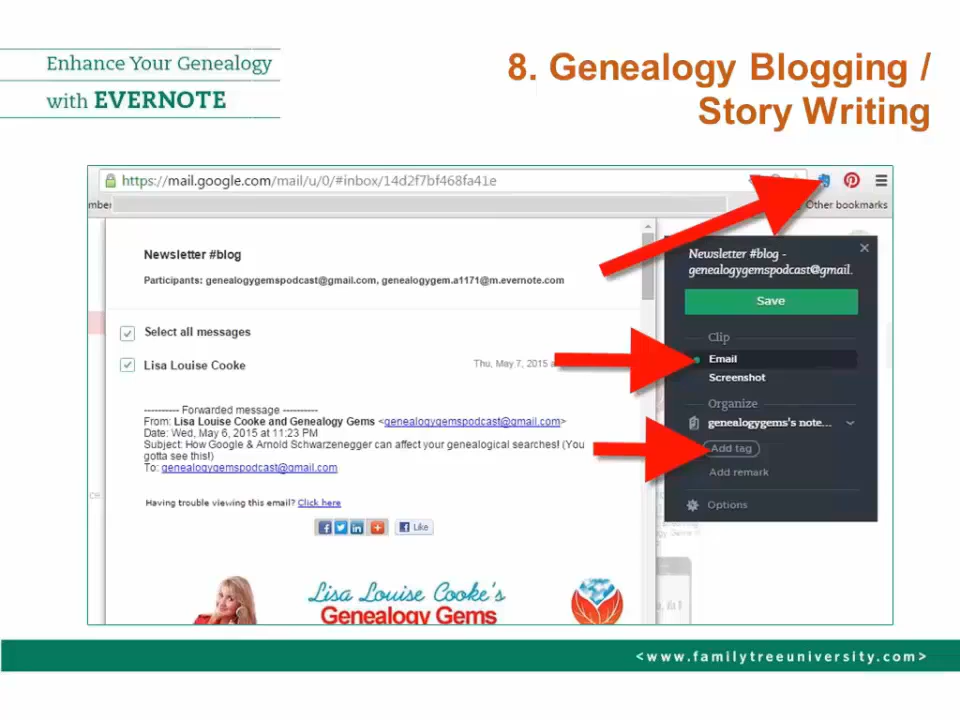 Enhance Your Genealogy
with EVERNOTE
8. Genealogy Blogging /
Story Writing
https://mail.google.com/mail/u/0/#inbox/14d2f7bf468fa41e
Other bookmarks
Newsletter #blog
Participants: genealogygemspodcast@gmail.com, genealogygem.a1171@m.evernote.com
Select all messages
Lisa Louise Cooke
Thu, May 7, 2015
---------- Forwarded message ----------
From: Lisa Louise Cooke and Genealogy Gems <genealogygemspodcast@gmail.com>
Date: Wed, May 6, 2015 at 11:23 PM
Subject: How Google & Arnold Schwarzenegger can affect your genealogical searches! (You
gotta see this!)
To: genealogygemspodcast@gmail.com
Having trouble viewing this email? Click here
Like
Lisa Louise Cooke's
Genealogy Gems
Newsletter #blog -
genealogygemspodcast@gmail.
Save
Clip
Email
Screenshot
Organize
genealogygems's note...
Add tag
Add remark
Options
<www.familytreeuniversity.com>